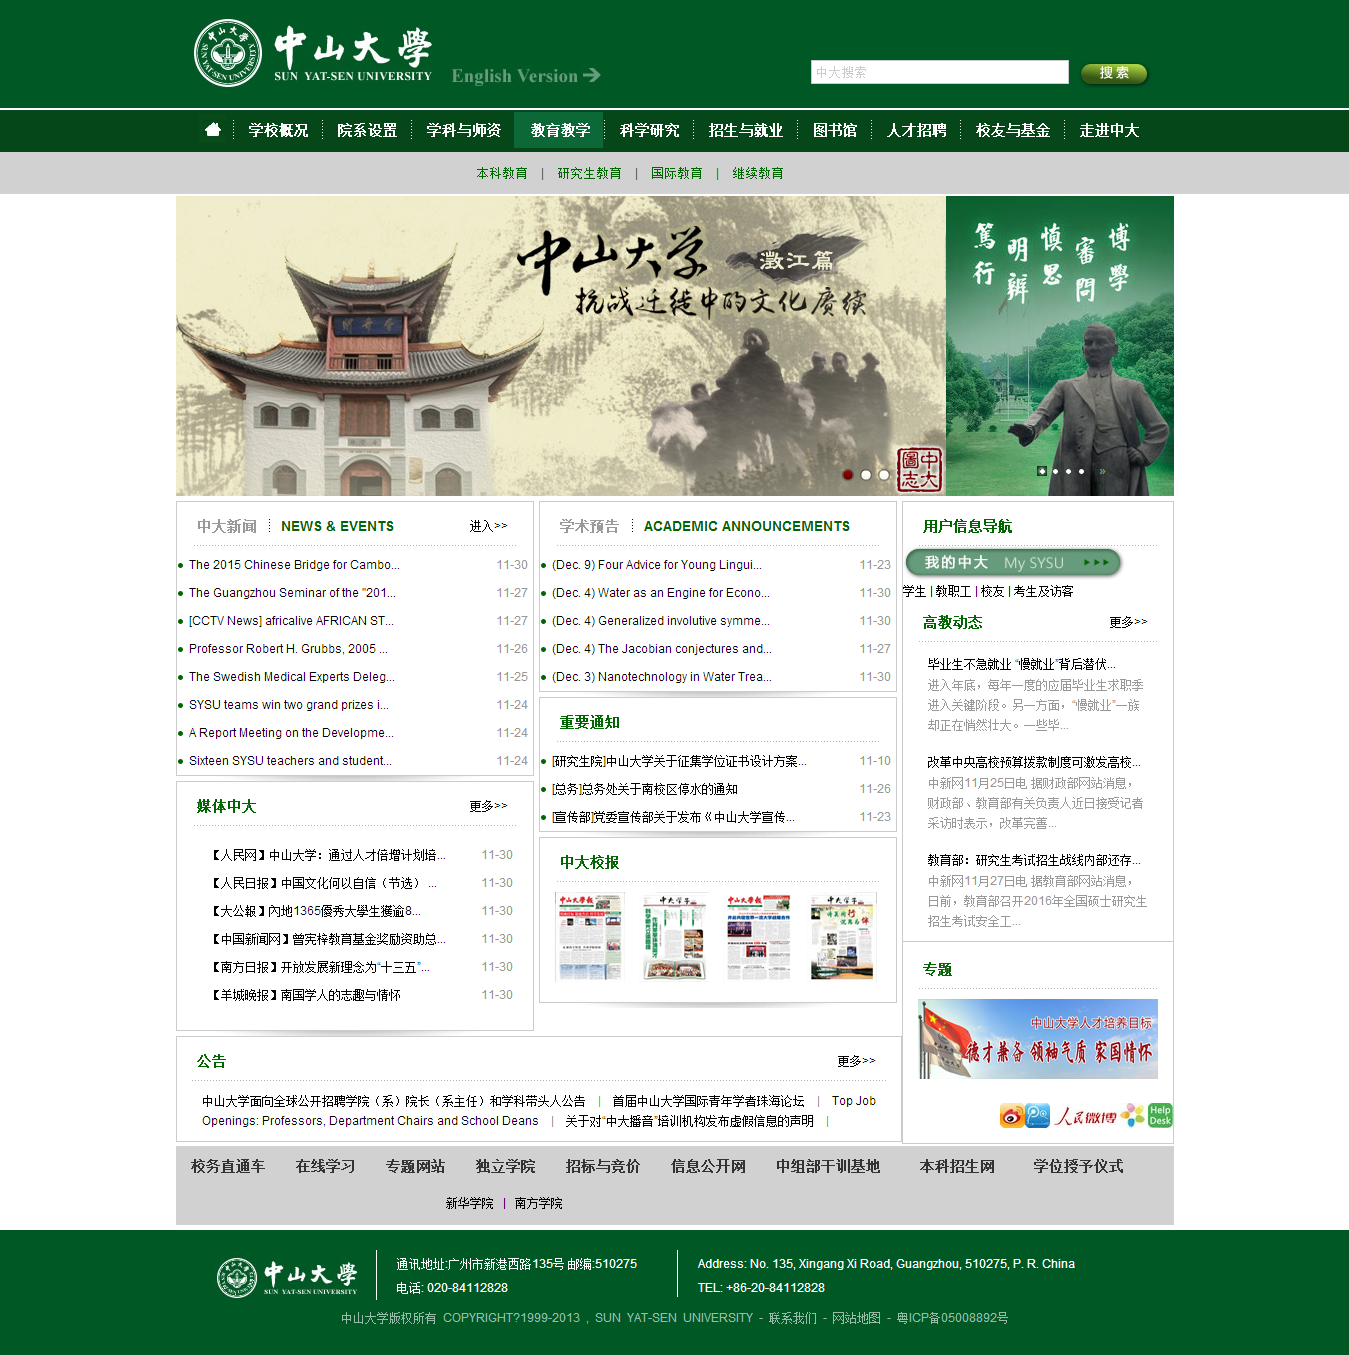 中山大學
SUN YAT-SEN UNIVERSITY
English Version
中大搜索
搜 索
学校概况 院系设置 学科与师资 教育教学 科学研究 招生与就业 图书馆 人才招聘 校友与基金 走进中大
本科教育 | 研究生教育 | 国际教育 | 继续教育
中山大学 澂江篇
抗战迁徙中的文化赓续
中大圖志
博學 審問 慎思 明辨 篤行
中大新闻 NEWS & EVENTS 进入>>
The 2015 Chinese Bridge for Cambo... 11-30
The Guangzhou Seminar of the "201... 11-27
[CCTV News] africalive AFRICAN ST... 11-27
Professor Robert H. Grubbs, 2005 ... 11-26
The Swedish Medical Experts Deleg... 11-25
SYSU teams win two grand prizes i... 11-24
A Report Meeting on the Developme... 11-24
Sixteen SYSU teachers and student... 11-24
学术预告 ACADEMIC ANNOUNCEMENTS
(Dec. 9) Four Advice for Young Lingui... 11-23
(Dec. 4) Water as an Engine for Econo... 11-30
(Dec. 4) Generalized involutive symme... 11-30
(Dec. 4) The Jacobian conjectures and... 11-27
(Dec. 3) Nanotechnology in Water Trea... 11-30
重要通知
[研究生院]中山大学关于征集学位证书设计方案... 11-10
[总务]总务处关于南校区停水的通知 11-26
[宣传部]党委宣传部关于发布《中山大学宣传... 11-23
用户信息导航
我的中大 My SYSU
学生 | 教职工 | 校友 | 考生及访客
高教动态 更多>>
毕业生不急就业 “慢就业”背后潜伏...
进入年底，每年一度的应届毕业生求职季
进入关键阶段。另一方面，“慢就业”一族
却正在悄然壮大。一些毕...
改革中央高校预算拨款制度可激发高校...
中新网11月25日电 据财政部网站消息，
财政部、教育部有关负责人近日接受记者
采访时表示，改革完善...
教育部：研究生考试招生战线内部还存...
中新网11月27日电 据教育部网站消息，
日前，教育部召开2016年全国硕士研究生
招生考试安全工...
媒体中大 更多>>
【人民网】中山大学：通过人才倍增计划培... 11-30
【人民日报】中国文化何以自信（节选） ... 11-30
【大公報】內地1365優秀大學生獲逾8... 11-30
【中国新闻网】曾宪梓教育基金奖励资助总... 11-30
【南方日报】开放发展新理念为“十三五”... 11-30
【羊城晚报】南国学人的志趣与情怀 11-30
中大校报
专题
中山大学人才培养目标
德才兼备 领袖气质 家国情怀
人民微博
Help
Desk
公告 更多>>
中山大学面向全球公开招聘学院（系）院长（系主任）和学科带头人公告 | 首届中山大学国际青年学者珠海论坛 | Top Job
Openings: Professors, Department Chairs and School Deans | 关于对“中大播音”培训机构发布虚假信息的声明 |
校务直通车 在线学习 专题网站 独立学院 招标与竞价 信息公开网 中组部干训基地 本科招生网 学位授予仪式
新华学院 | 南方学院
中山大學
SUN YAT-SEN UNIVERSITY
通讯地址:广州市新港西路135号 邮编:510275
电话: 020-84112828
Address: No. 135, Xingang Xi Road, Guangzhou, 510275, P. R. China
TEL: +86-20-84112828
中山大学版权所有 COPYRIGHT?1999-2013 , SUN YAT-SEN UNIVERSITY - 联系我们 - 网站地图 - 粤ICP备05008892号